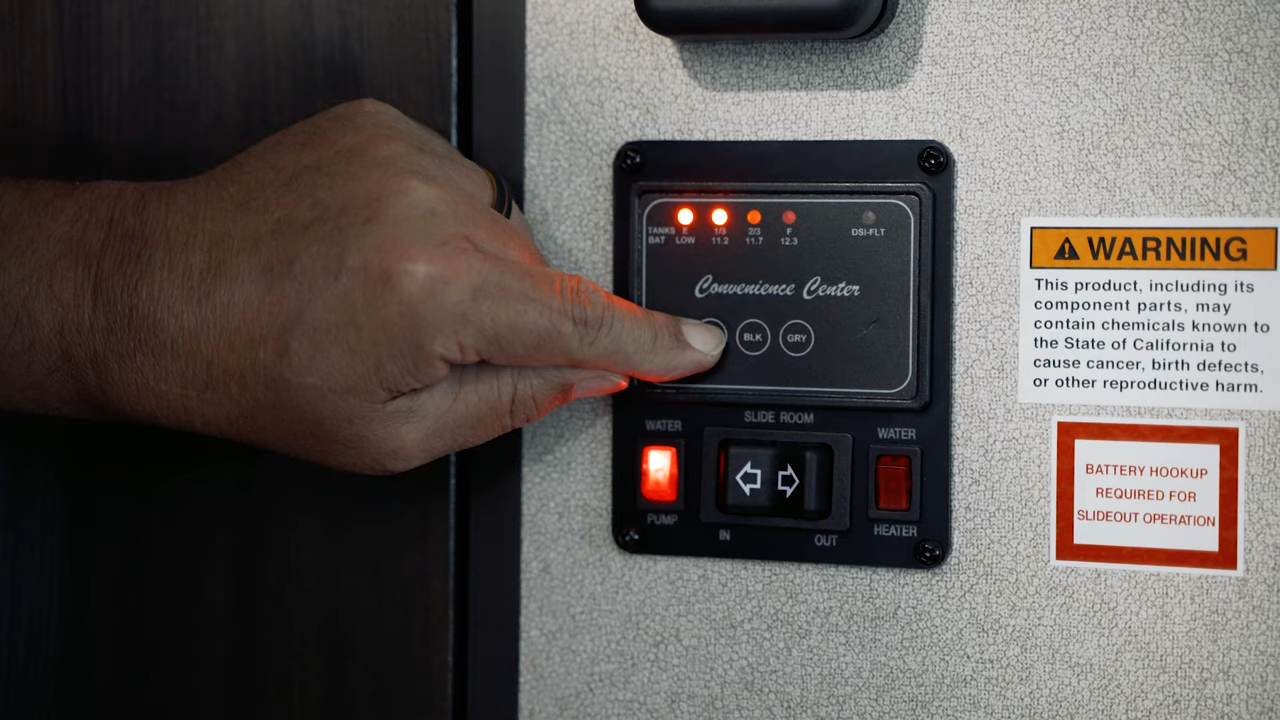 TANKS E 1/3 2/3 F DSI-FLT
BAT LOW 11.2 11.7 12.3
Convenience Center
BLK GRY
SLIDE ROOM
WATER
PUMP
IN OUT
WATER
HEATER
WARNING
This product, including its
component parts, may
contain chemicals known to
the State of California to
cause cancer, birth defects,
or other reproductive harm.
BATTERY HOOKUP
REQUIRED FOR
SLIDEOUT OPERATION